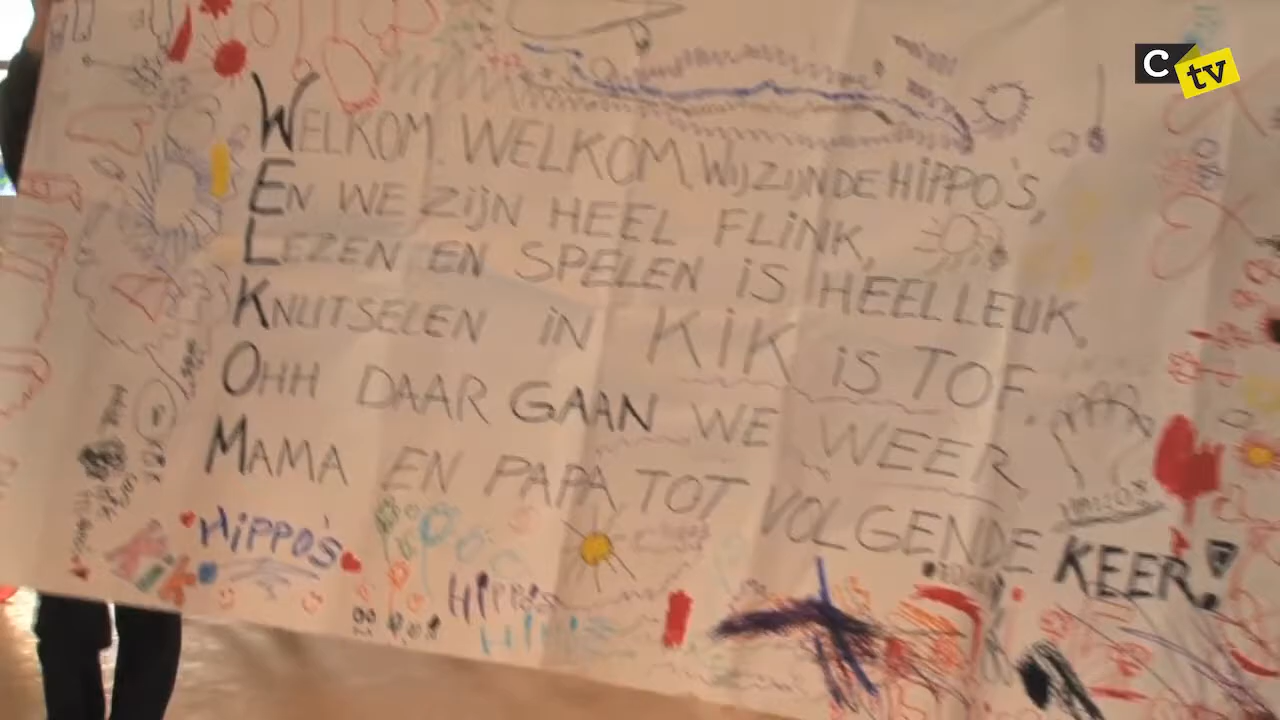 C tv
WELKOM WELKOM WIJ ZIJN DE HIPPO'S,
EN WE ZIJN HEEL FLINK,
LEZEN EN SPELEN IS HEEL LEUK,
KNUTSELEN IN KIK IS TOF.
OHH DAAR GAAN WE WEER,
MAMA EN PAPA TOT VOLGENDE KEER!
HIPPO'S
Kik
HIPPO'S